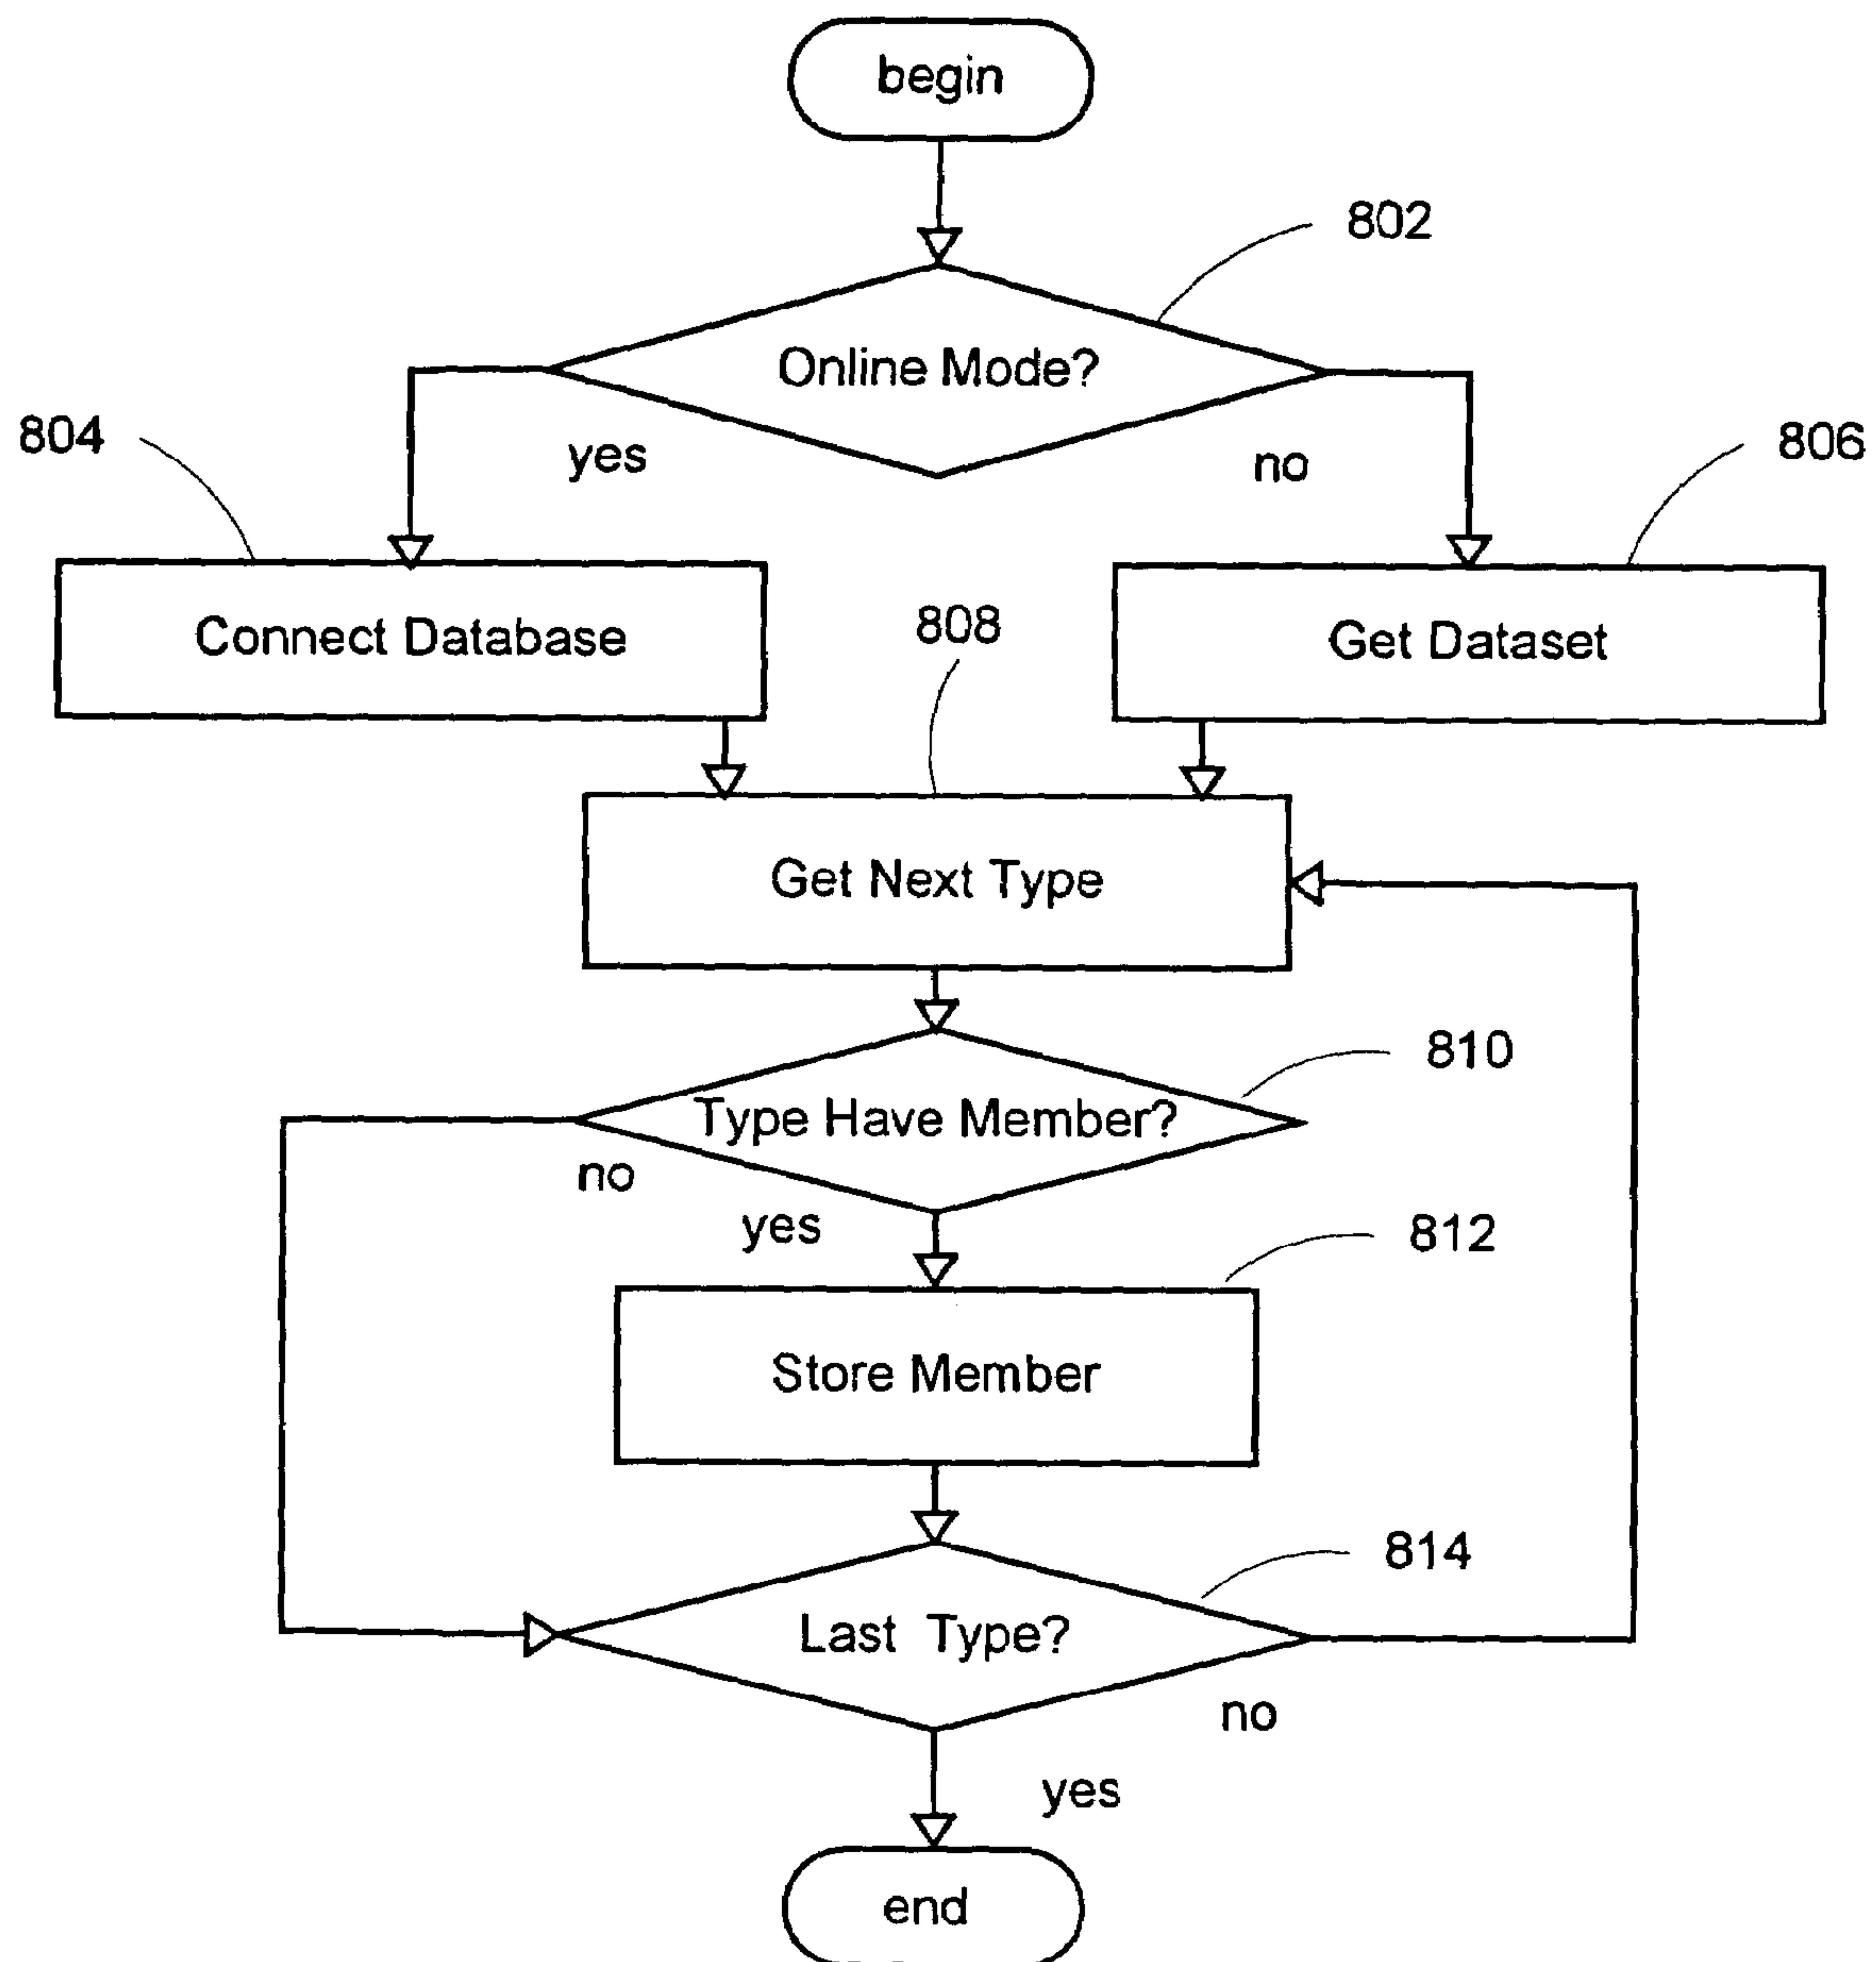 begin
802
Online Mode?
804
yes
no
806
Connect Database
808
Get Dataset
Get Next Type
810
Type Have Member?
no
yes
812
Store Member
814
Last Type?
no
yes
end